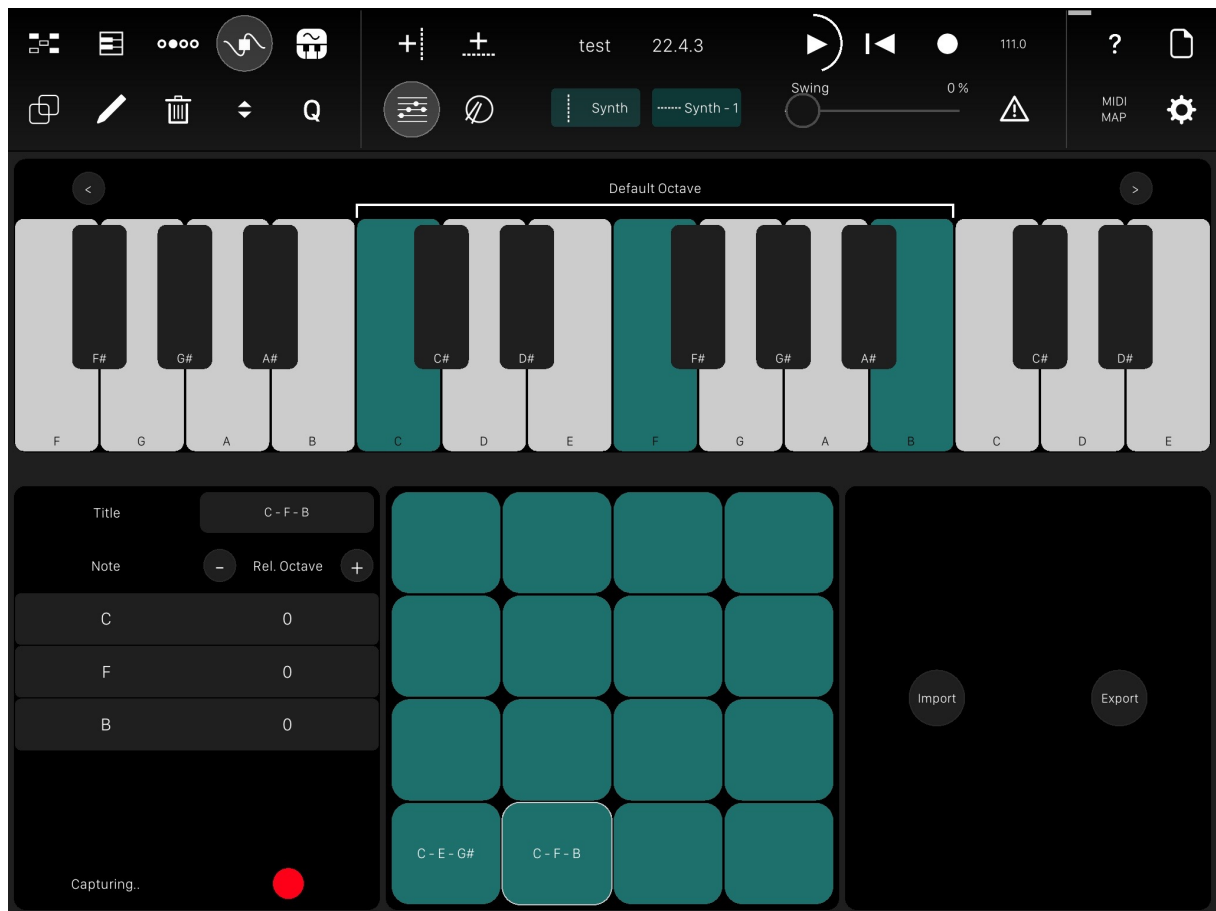 test 22.4.3 111.0 ?
Swing 0 %
Q Synth Synth - 1 MIDI MAP
< Default Octave >
F# G# A# C# D# F# G# A# C# D#
F G A B C D E F G A B C D E
Title C - F - B
Note - Rel. Octave +
C 0
F 0
B 0
Import Export
C - E - G# C - F - B
Capturing..